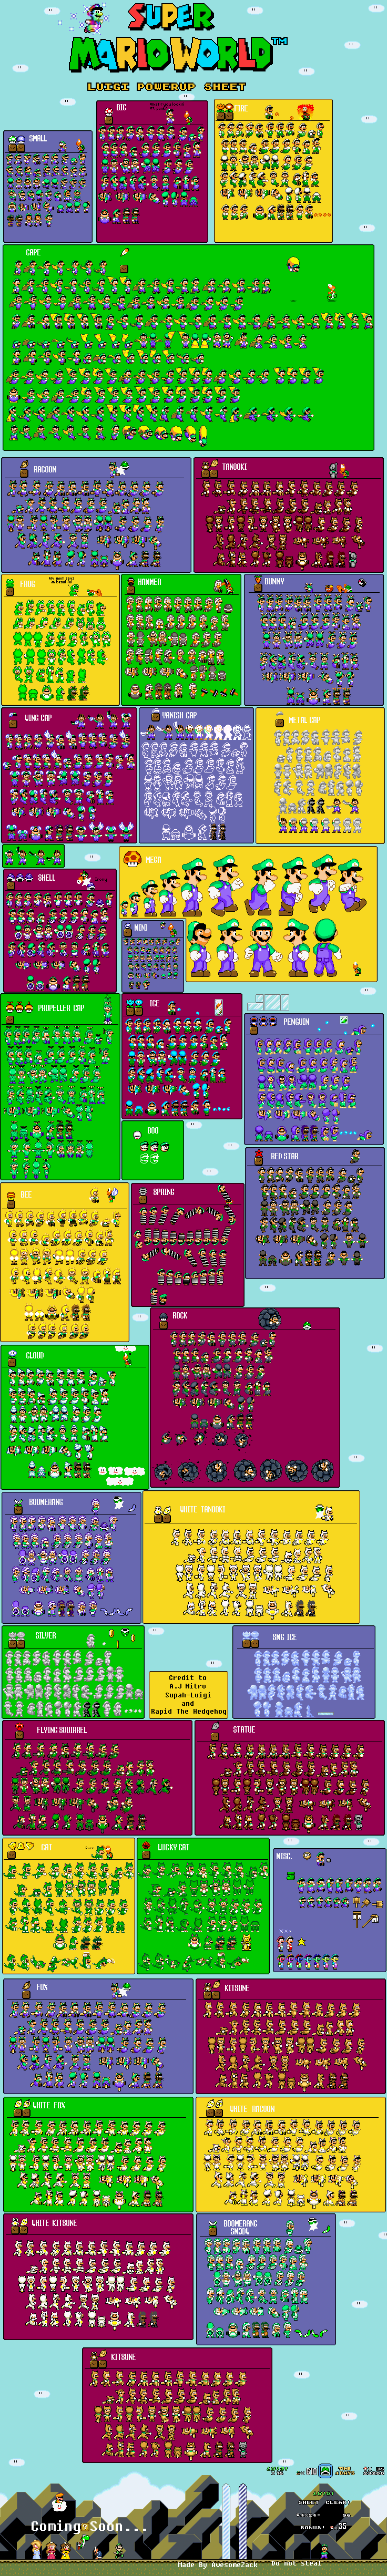 SUPER
MARIO WORLD™
LUIGI POWERUP SHEET
SMALL
BIG
FIRE
CAPE
RACOON
TANOOKI
FROG
HAMMER
BUNNY
WING CAP
VANISH CAP
METAL CAP
SHELL
MEGA
MINI
PROPELLER CAP
ICE
PENGUIN
BOO
RED STAR
BEE
SPRING
ROCK
CLOUD
BOOMERANG
WHITE TANOOKI
SILVER
Credit to
A.J Nitro
Supah-Luigi
and
Rapid The Hedgehog
SMG ICE
FLYING SQUIRREL
STATUE
CAT
LUCKY CAT
MISC.
FOX
KITSUNE
WHITE FOX
WHITE RACOON
WHITE KITSUNE
BOOMERANG
SM3DW
KITSUNE
Coming Soon...
Made By AwesomeZack
Do not steal